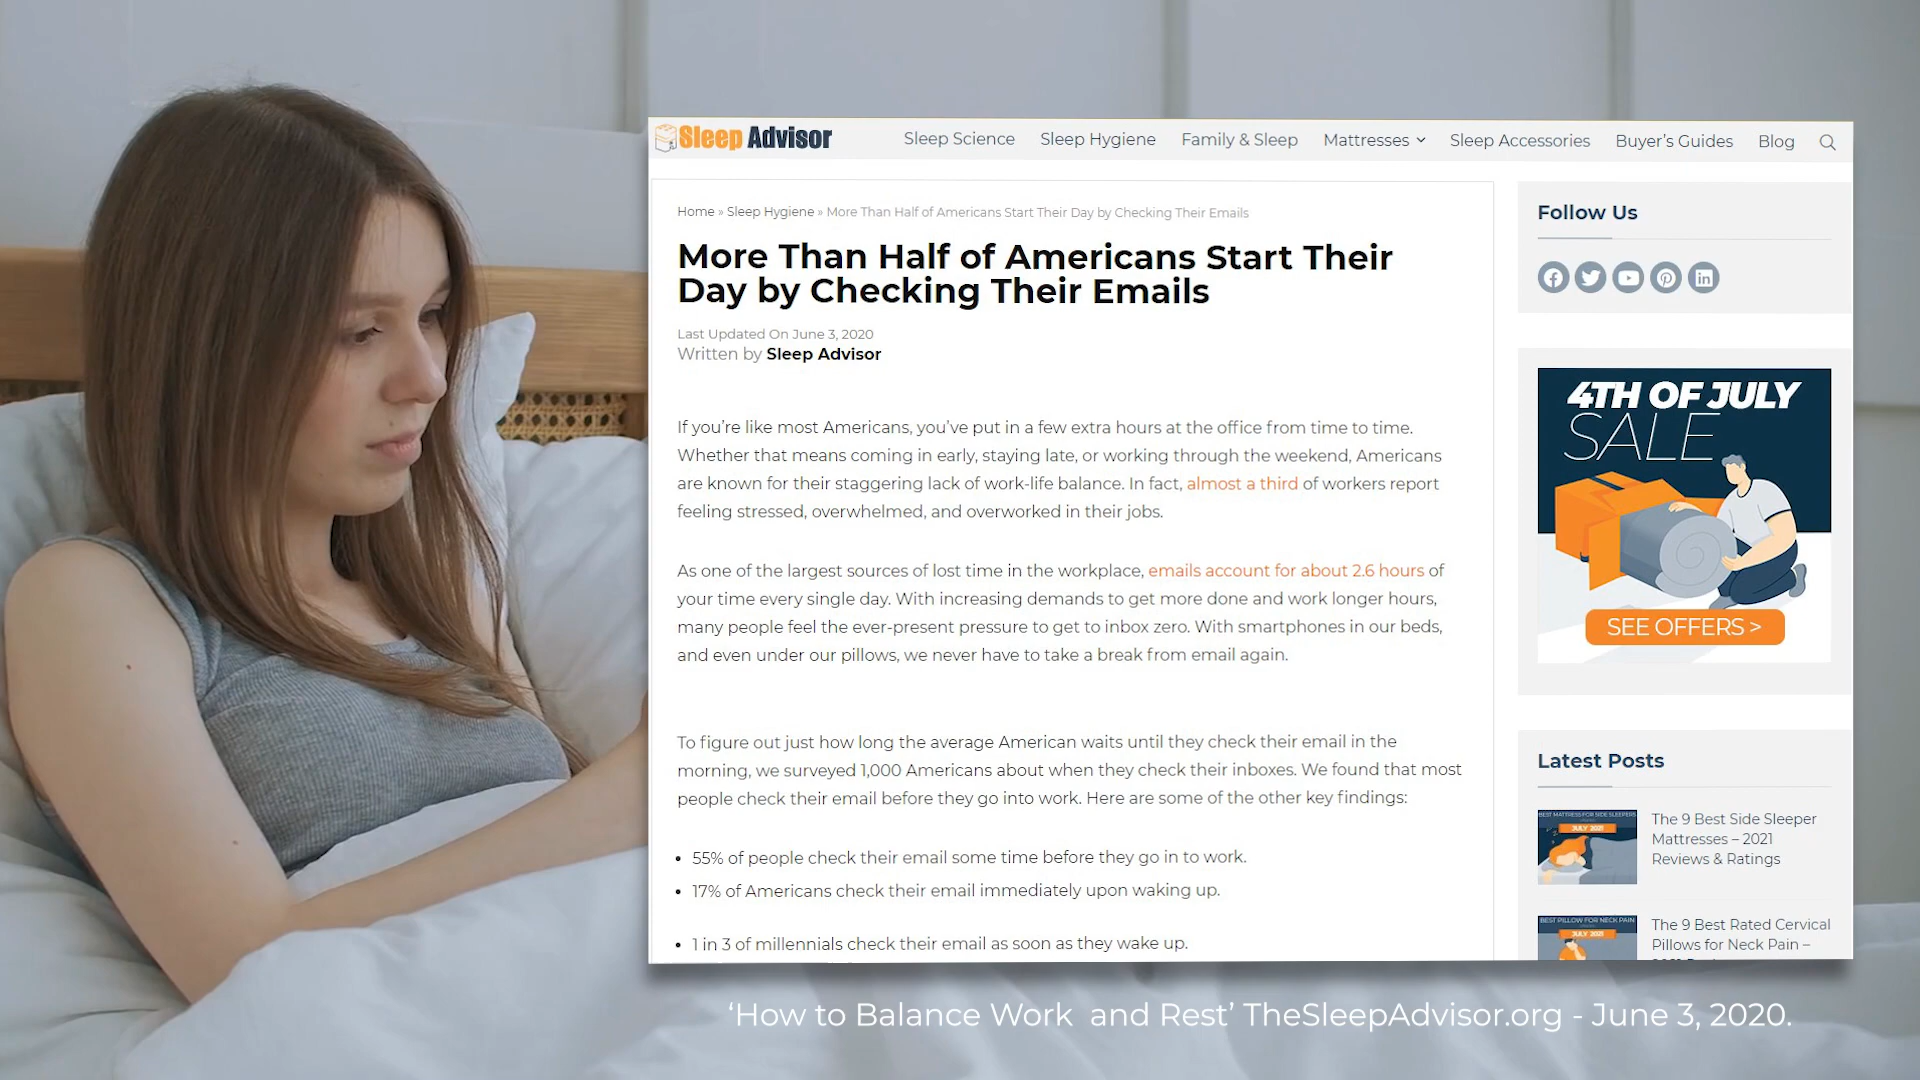 Sleep Advisor
Sleep Science Sleep Hygiene Family & Sleep Mattresses Sleep Accessories Buyer's Guides Blog
Home » Sleep Hygiene » More Than Half of Americans Start Their Day by Checking Their Emails
More Than Half of Americans Start Their
Day by Checking Their Emails
Last Updated On June 3, 2020
Written by Sleep Advisor
If you're like most Americans, you've put in a few extra hours at the office from time to time.
Whether that means coming in early, staying late, or working through the weekend, Americans
are known for their staggering lack of work-life balance. In fact, almost a third of workers report
feeling stressed, overwhelmed, and overworked in their jobs.
As one of the largest sources of lost time in the workplace, emails account for about 2.6 hours of
your time every single day. With increasing demands to get more done and work longer hours,
many people feel the ever-present pressure to get to inbox zero. With smartphones in our beds,
and even under our pillows, we never have to take a break from email again.
To figure out just how long the average American waits until they check their email in the
morning, we surveyed 1,000 Americans about when they check their inboxes. We found that most
people check their email before they go into work. Here are some of the other key findings:
• 55% of people check their email some time before they go in to work.
• 17% of Americans check their email immediately upon waking up.
• 1 in 3 of millennials check their email as soon as they wake up.
Follow Us
4TH OF JULY
SALE
SEE OFFERS >
Latest Posts
BEST MATTRESS FOR SIDE SLEEPERS
JULY 2021
The 9 Best Side Sleeper
Mattresses – 2021
Reviews & Ratings
BEST PILLOW FOR NECK PAIN
JULY 2021
The 9 Best Rated Cervical
Pillows for Neck Pain –
'How to Balance Work  and Rest' TheSleepAdvisor.org - June 3, 2020.